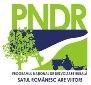 PNDR
PROGRAMUL NAȚIONAL DE DEZVOLTARE RURALĂ
SATUL ROMÂNESC ARE VIITOR